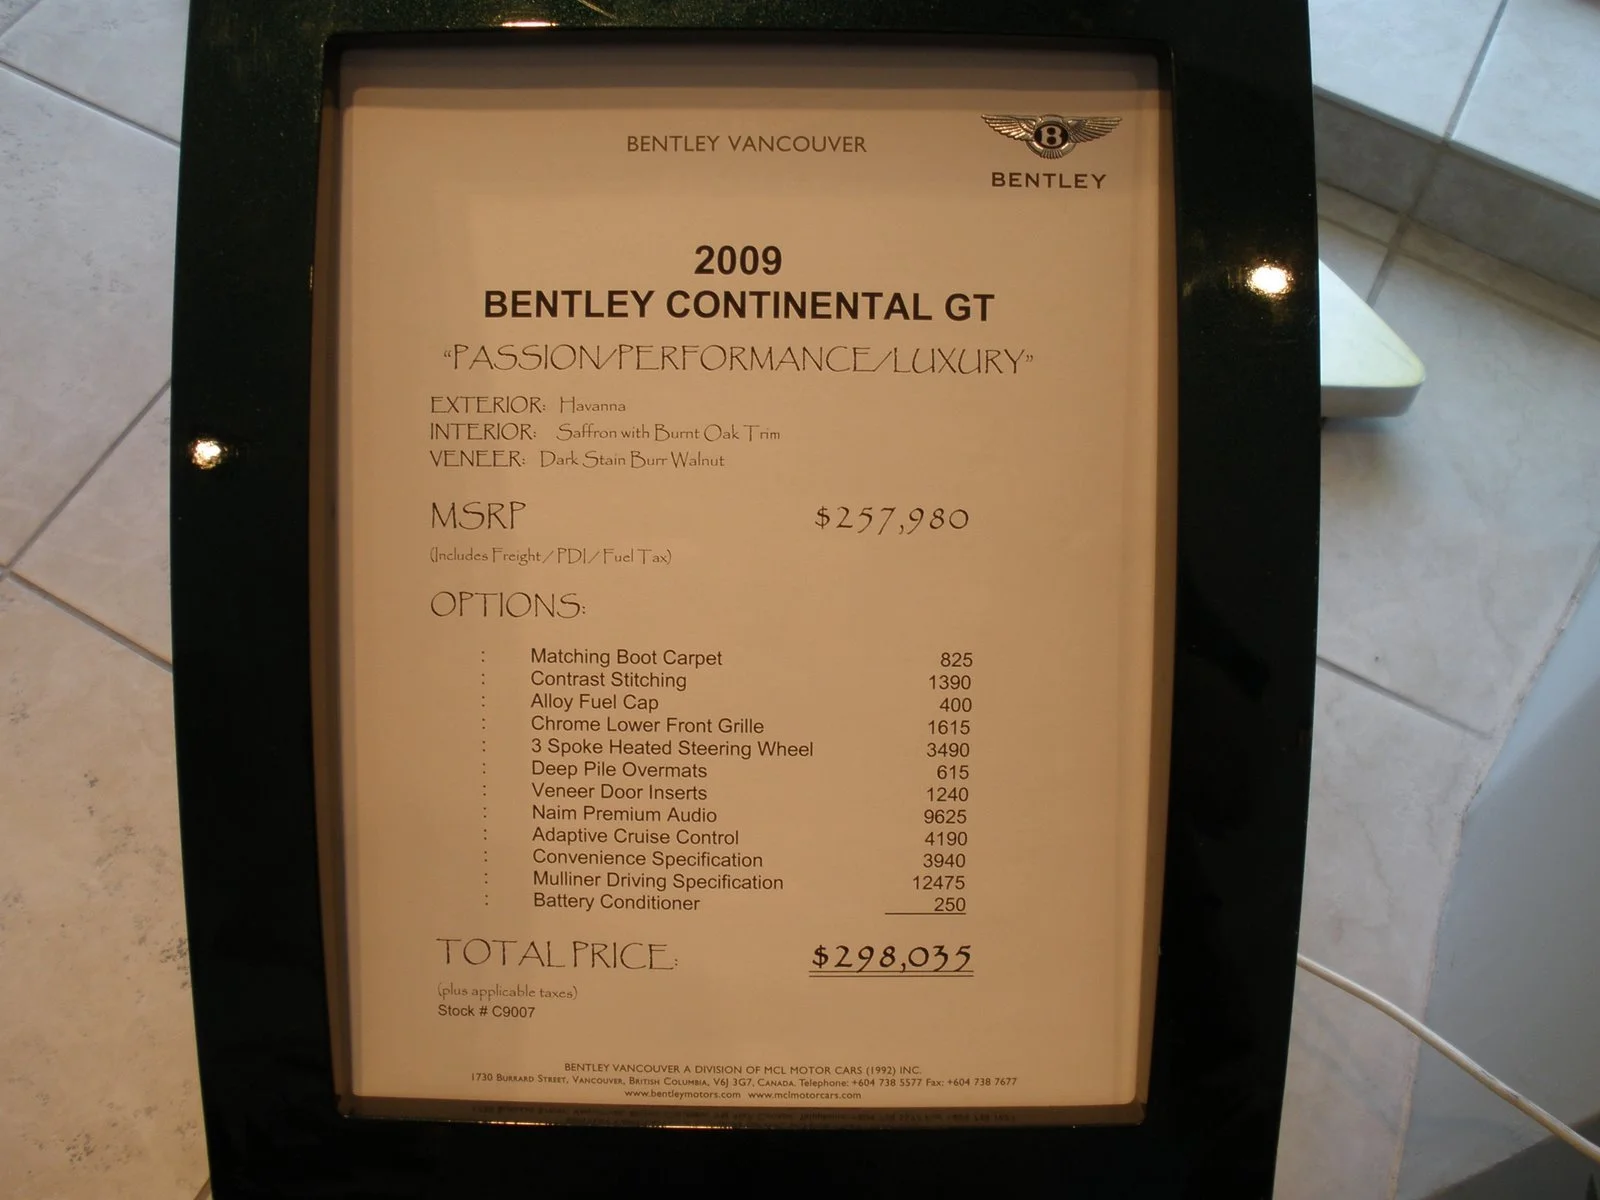 BENTLEY VANCOUVER
B
BENTLEY
2009
BENTLEY CONTINENTAL GT
“PASSION/PERFORMANCE/LUXURY”
EXTERIOR: Havanna
INTERIOR: Saffron with Burnt Oak Trim
VENEER: Dark Stain Burr Walnut
MSRP $257,980
(Includes Freight/PDI/Fuel Tax)
OPTIONS:
: Matching Boot Carpet 825
: Contrast Stitching 1390
: Alloy Fuel Cap 400
: Chrome Lower Front Grille 1615
: 3 Spoke Heated Steering Wheel 3490
: Deep Pile Overmats 615
: Veneer Door Inserts 1240
: Naim Premium Audio 9625
: Adaptive Cruise Control 4190
: Convenience Specification 3940
: Mulliner Driving Specification 12475
: Battery Conditioner 250
TOTAL PRICE: $298,035
(plus applicable taxes)
Stock # C9007
BENTLEY VANCOUVER A DIVISION OF MCL MOTOR CARS (1992) INC.
1730 BURRARD STREET, VANCOUVER, BRITISH COLUMBIA, V6J 3G7, CANADA. Telephone: +604 738 5577 Fax: +604 738 7677
www.bentleymotors.com www.mclmotorcars.com